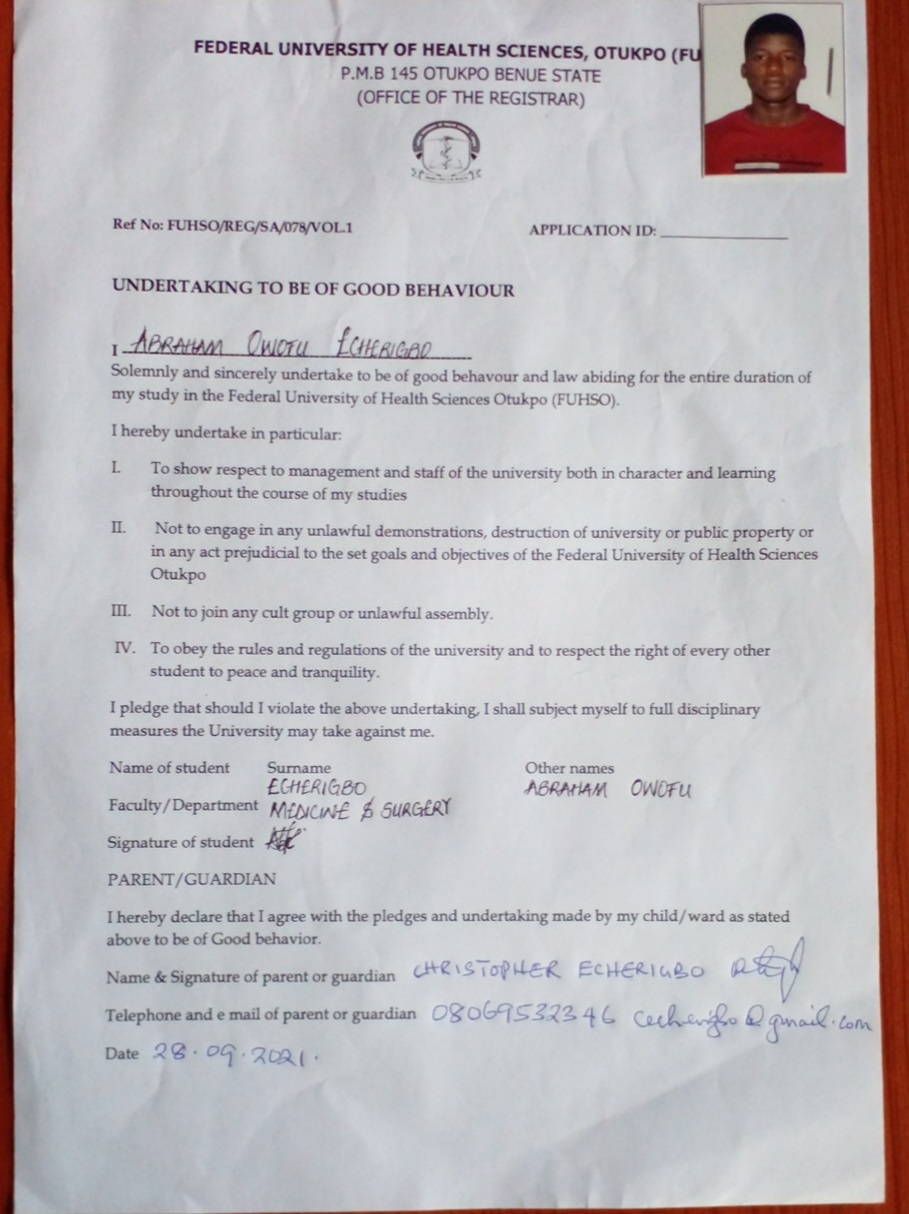 FEDERAL UNIVERSITY OF HEALTH SCIENCES, OTUKPO (FU
P.M.B 145 OTUKPO BENUE STATE
(OFFICE OF THE REGISTRAR)
Ref No: FUHSO/REG/SA/078/VOL.1 APPLICATION ID:
UNDERTAKING TO BE OF GOOD BEHAVIOUR
I ABRAHAM OWOFU ECHERIGBO
Solemnly and sincerely undertake to be of good behavour and law abiding for the entire duration of
my study in the Federal University of Health Sciences Otukpo (FUHSO).
I hereby undertake in particular:
I. To show respect to management and staff of the university both in character and learning
throughout the course of my studies
II. Not to engage in any unlawful demonstrations, destruction of university or public property or
in any act prejudicial to the set goals and objectives of the Federal University of Health Sciences
Otukpo
III. Not to join any cult group or unlawful assembly.
IV. To obey the rules and regulations of the university and to respect the right of every other
student to peace and tranquility.
I pledge that should I violate the above undertaking, I shall subject myself to full disciplinary
measures the University may take against me.
Name of student Surname Other names
ECHERIGBO ABRAHAM OWOFU
Faculty/Department MEDICINE & SURGERY
Signature of student
PARENT/GUARDIAN
I hereby declare that I agree with the pledges and undertaking made by my child/ward as stated
above to be of Good behavior.
Name & Signature of parent or guardian CHRISTOPHER ECHERIGBO
Telephone and e mail of parent or guardian 08069532346 cecherigbo@gmail.com
Date 28.09.2021.